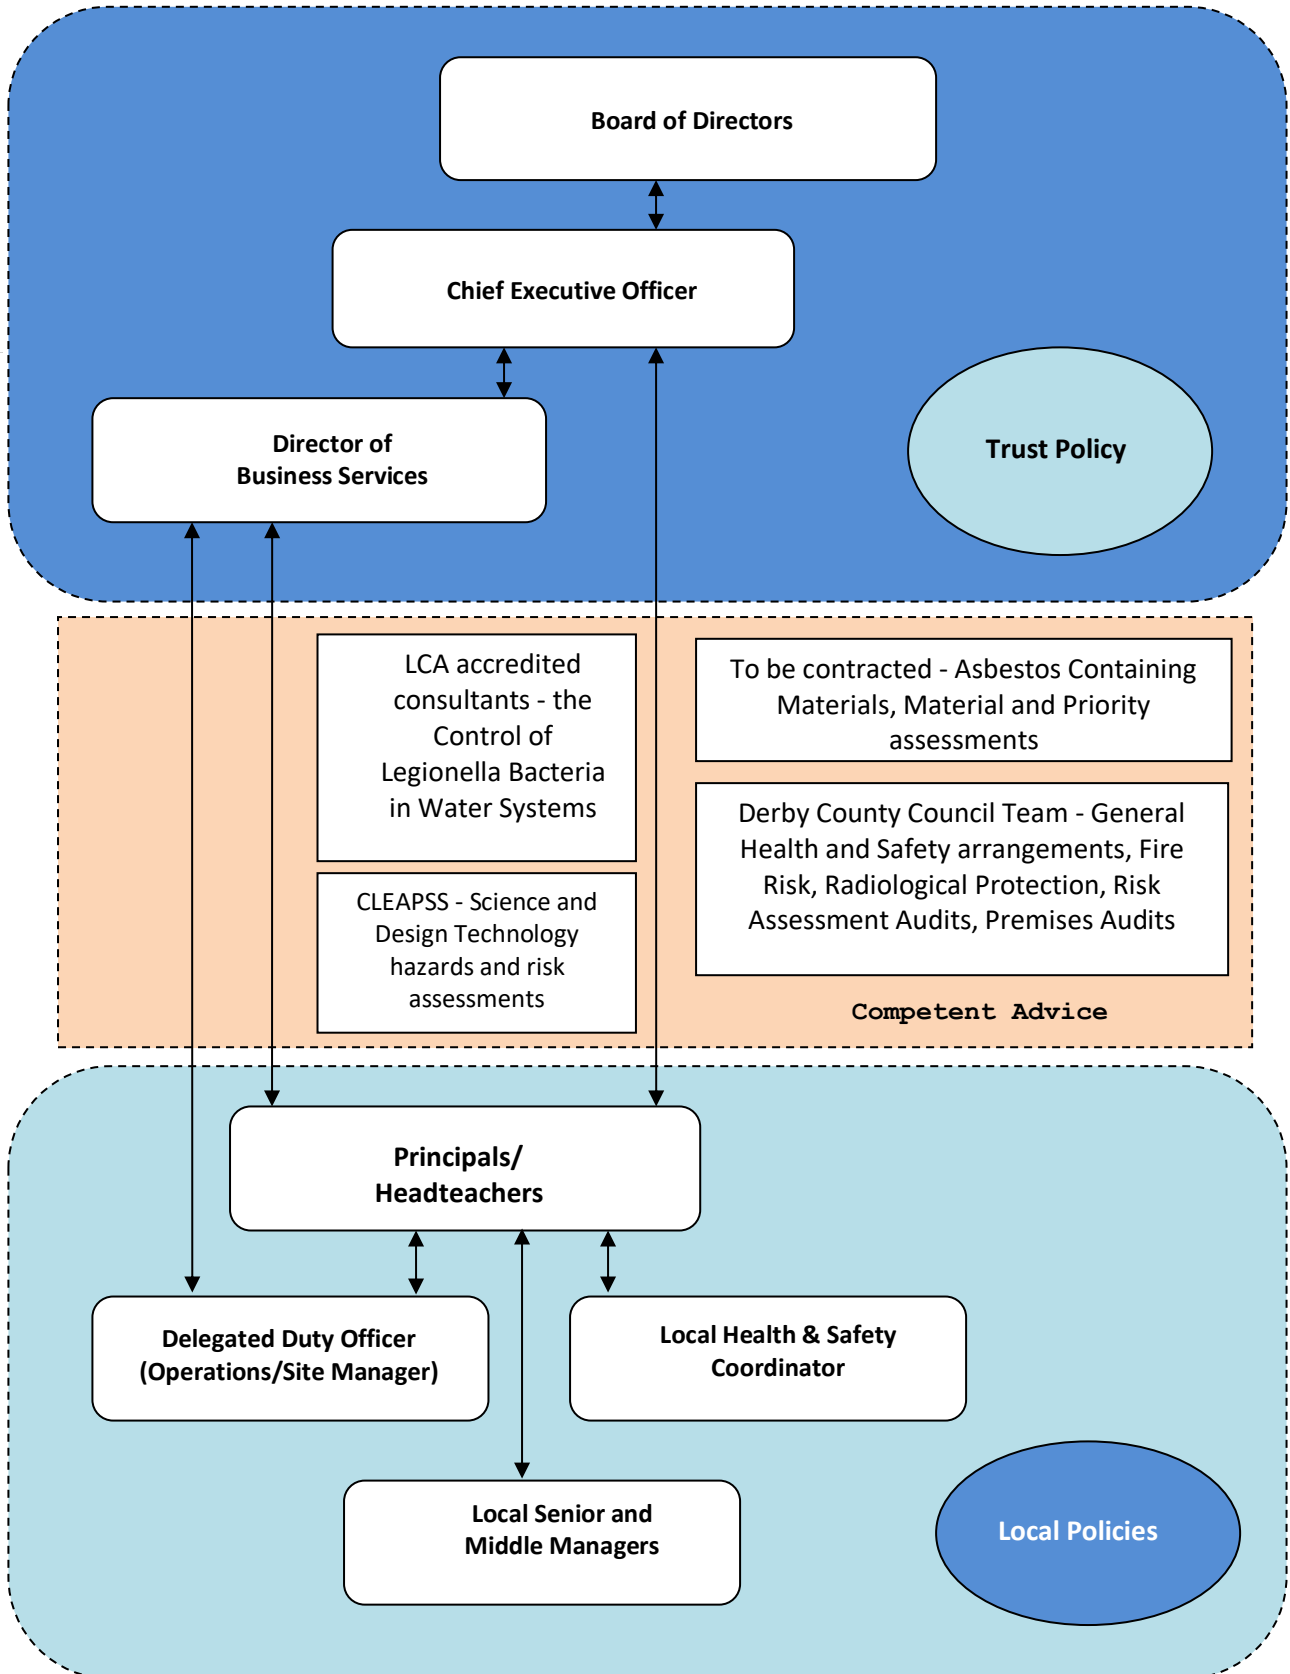 Board of Directors
Chief Executive Officer
Director of
Business Services
Trust Policy
LCA accredited
consultants - the
Control of
Legionella Bacteria
in Water Systems
To be contracted - Asbestos Containing
Materials, Material and Priority
assessments
CLEAPSS - Science and
Design Technology
hazards and risk
assessments
Derby County Council Team - General
Health and Safety arrangements, Fire
Risk, Radiological Protection, Risk
Assessment Audits, Premises Audits
Competent Advice
Principals/
Headteachers
Delegated Duty Officer
(Operations/Site Manager)
Local Health & Safety
Coordinator
Local Senior and
Middle Managers
Local Policies